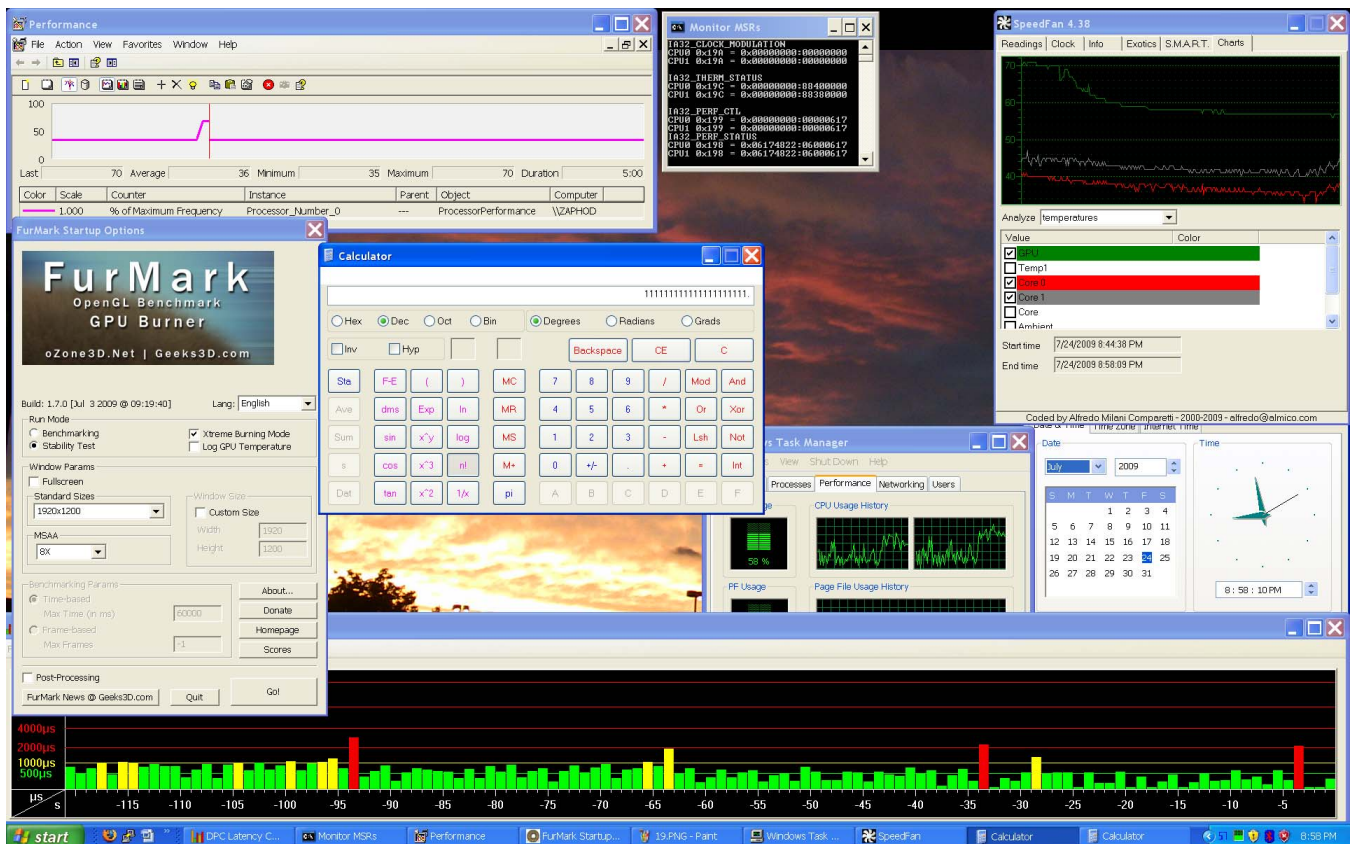 Performance
File Action View Favorites Window Help
100
50
0
Last 70 Average 36 Minimum 35 Maximum 70 Duration 5:00
Color Scale Counter Instance Parent Object Computer
1.000 % of Maximum Frequency Processor_Number_0 --- ProcessorPerformance \\ZAPHOD
Monitor MSRs
IA32_CLOCK_MODULATION
CPU0 0x19A = 0x00000000:00000000
CPU1 0x19A = 0x00000000:00000000
IA32_THERM_STATUS
CPU0 0x19C = 0x00000000:88400000
CPU1 0x19C = 0x00000000:88380000
IA32_PERF_CTL
CPU0 0x199 = 0x00000000:00000617
CPU1 0x199 = 0x00000000:00000617
IA32_PERF_STATUS
CPU0 0x198 = 0x06174822:06000617
CPU1 0x198 = 0x06174822:06000617
SpeedFan 4.38
Readings Clock Info Exotics S.M.A.R.T. Charts
70
60
50
40
Analyze temperatures
Value Color
GPU
Temp1
Core 0
Core 1
Core
Ambient
Start time 7/24/2009 8:44:38 PM
End time 7/24/2009 8:58:09 PM
Coded by Alfredo Milani Comparetti - 2000-2009 - alfredo@almico.com
FurMark Startup Options
FurMark
OpenGL Benchmark
GPU Burner
oZone3D.Net | Geeks3D.com
Build: 1.7.0 [Jul 3 2009 @ 09:19:40] Lang: English
Run Mode
Benchmarking Xtreme Burning Mode
Stability Test Log GPU Temperature
Window Params
Fullscreen
Standard Sizes Window Size
1920x1200 Custom Size
Width 1920
MSAA
8X Height 1200
Benchmarking Params
Time-based About...
Max Time (in ms) 60000 Donate
Frame-based Homepage
Max Frames -1 Scores
Post-Processing
FurMark News @ Geeks3D.com Quit Go!
Calculator
11111111111111111111.
Hex Dec Oct Bin Degrees Radians Grads
Inv Hyp Backspace CE C
Sta F-E ( ) MC 7 8 9 / Mod And
Ave dms Exp ln MR 4 5 6 * Or Xor
Sum sin x^y log MS 1 2 3 - Lsh Not
s cos x^3 n! M+ 0 +/- . + = Int
Dat tan x^2 1/x pi A B C D E F
ws Task Manager
View Shut Down Help
Processes Performance Networking Users
CPU Usage History
58 %
PF Usage Page File Usage History
Date & Time Time Zone Internet Time
Date Time
July 2009
S M T W T F S
1 2 3 4
5 6 7 8 9 10 11
12 13 14 15 16 17 18
19 20 21 22 23 24 25
26 27 28 29 30 31
8 : 58 : 10 PM
4000µs
2000µs
1000µs
500µs
µs s -115 -110 -105 -100 -95 -90 -85 -80 -75 -70 -65 -60 -55 -50 -45 -40 -35 -30 -25 -20 -15 -10 -5
start DPC Latency C... Monitor MSRs Performance FurMark Startup... 19.PNG - Paint Windows Task ... SpeedFan Calculator Calculator 8:58 PM